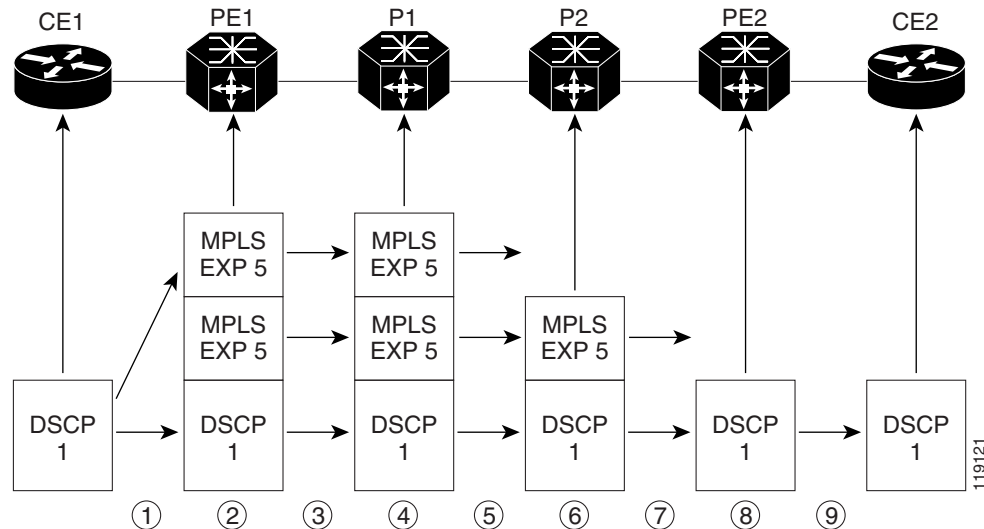 CE1
PE1
P1
P2
PE2
CE2
MPLS
EXP 5
MPLS
EXP 5
MPLS
EXP 5
MPLS
EXP 5
MPLS
EXP 5
DSCP
1
DSCP
1
DSCP
1
DSCP
1
DSCP
1
DSCP
1
119121
1
2
3
4
5
6
7
8
9